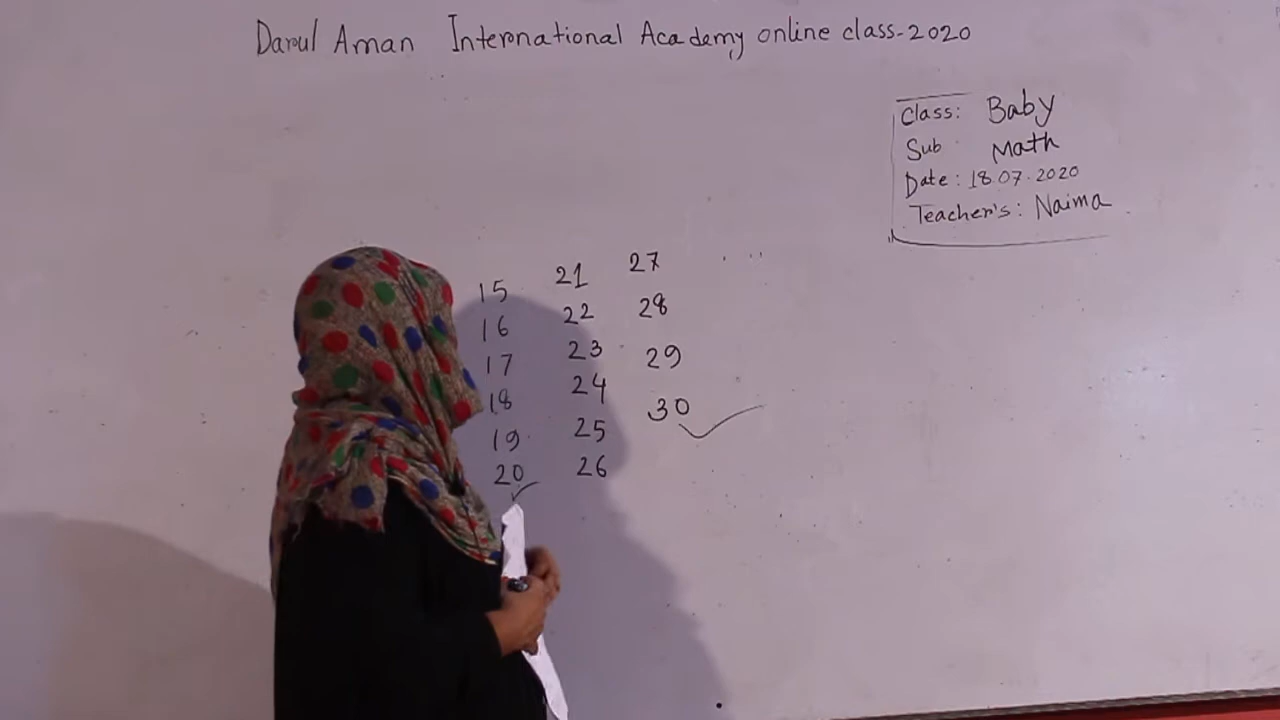 Darul Aman International Academy online class-2020
Class: Baby
Sub Math
Date: 18.07.2020
Teacher's: Naima
15 21 27
16 22 28
17 23 29
18 24 30
19 25
20 26